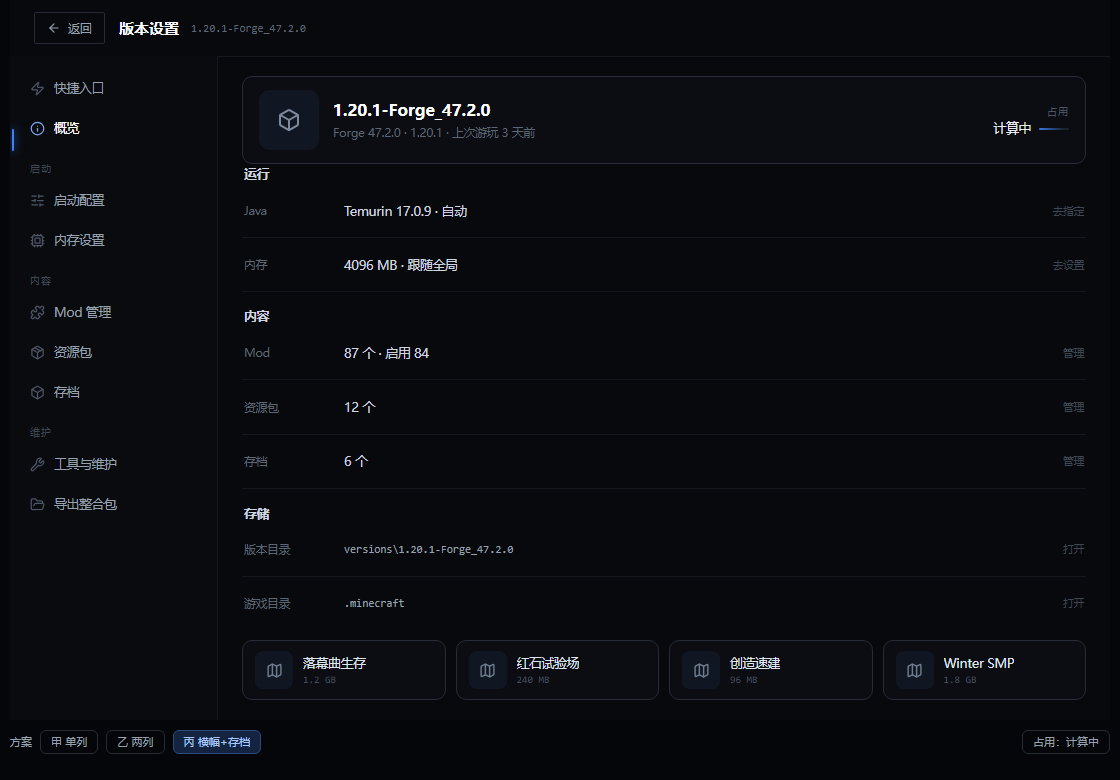 返回 版本设置 1.20.1-Forge_47.2.0
快捷入口
概览
启动
启动配置
内存设置
内容
Mod 管理
资源包
存档
维护
工具与维护
导出整合包
1.20.1-Forge_47.2.0
Forge 47.2.0 · 1.20.1 · 上次游玩 3 天前
占用
计算中
运行
Java Temurin 17.0.9 · 自动 去指定
内存 4096 MB · 跟随全局 去设置
内容
Mod 87 个 · 启用 84 管理
资源包 12 个 管理
存档 6 个 管理
存储
版本目录 versions\1.20.1-Forge_47.2.0 打开
游戏目录 .minecraft 打开
落幕曲生存
1.2 GB
红石试验场
240 MB
创造速建
96 MB
Winter SMP
1.8 GB
方案 甲 单列 乙 两列 丙 横幅+存档 占用：计算中